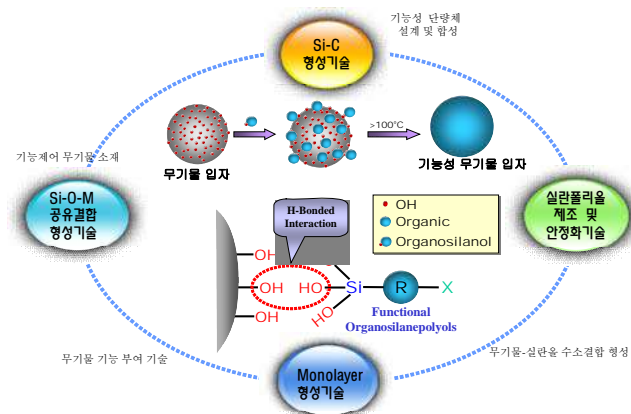 Si-C
형성기술
기능성 단량체
설계 및 합성
>100°C
무기물 입자
기능성 무기물 입자
기능제어 무기물 소재
Si-O-M
공유결합
형성기술
H-Bonded
Interaction
OH
Organic
Organosilanol
실란폴리올
제조 및
안정화기술
OH
OH
HO
Si
R
X
OH
HO
Functional
Organosilanepolyols
무기물 기능 부여 기술
무기물-실란올 수소결합 형성
Monolayer
형성기술